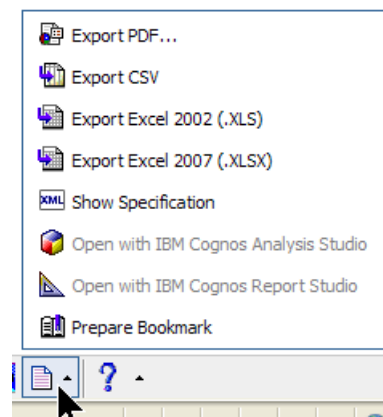 Export PDF...
Export CSV
Export Excel 2002 (.XLS)
Export Excel 2007 (.XLSX)
XML Show Specification
Open with IBM Cognos Analysis Studio
Open with IBM Cognos Report Studio
Prepare Bookmark
?